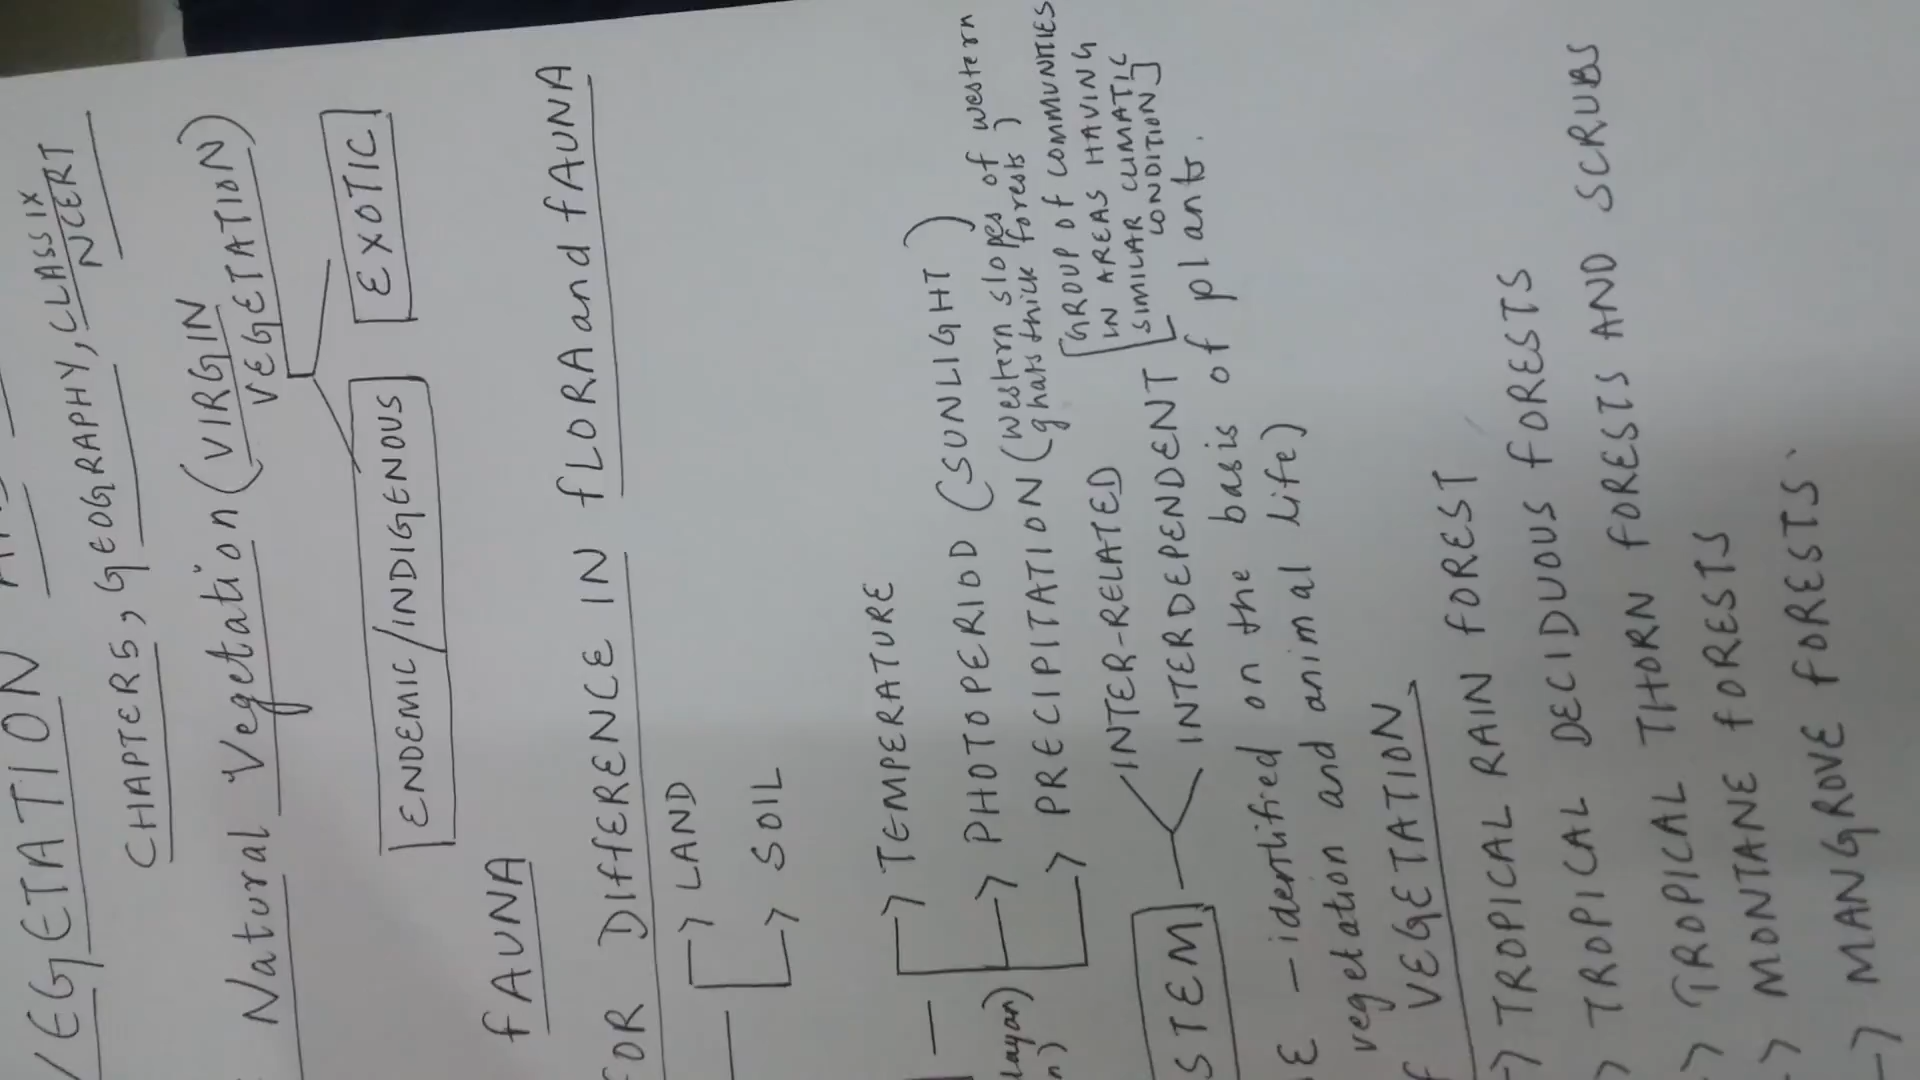 VEGETATION
CHAPTER 5, GEOGRAPHY, CLASS IX
NCERT
Natural Vegetation (VIRGIN
VEGETATION)
ENDEMIC/INDIGENOUS EXOTIC
fAUNA
FOR DIffERENCE IN fLORA and fAUNA
LAND
SOIL
TEMPERATURE
PHOTOPERIOD (SUNLIGHT)
PRECIPITATION (Western slopes of western
ghats thick forests)
STEM INTER-RELATED
INTERDEPENDENT
[GROUP Of COMMUNITIES
IN AREAS HAVING
SIMILAR CLIMATIC
CONDITION]
E - identified on the basis of plants.
vegetation and animal life)
f VEGETATION
TROPICAL RAIN fOREST
TROPICAL DECIDUOUS fORESTS
TROPICAL THORN fORESTS AND SCRUBS
MONTANE fORESTS
MANGROVE fORESTS.